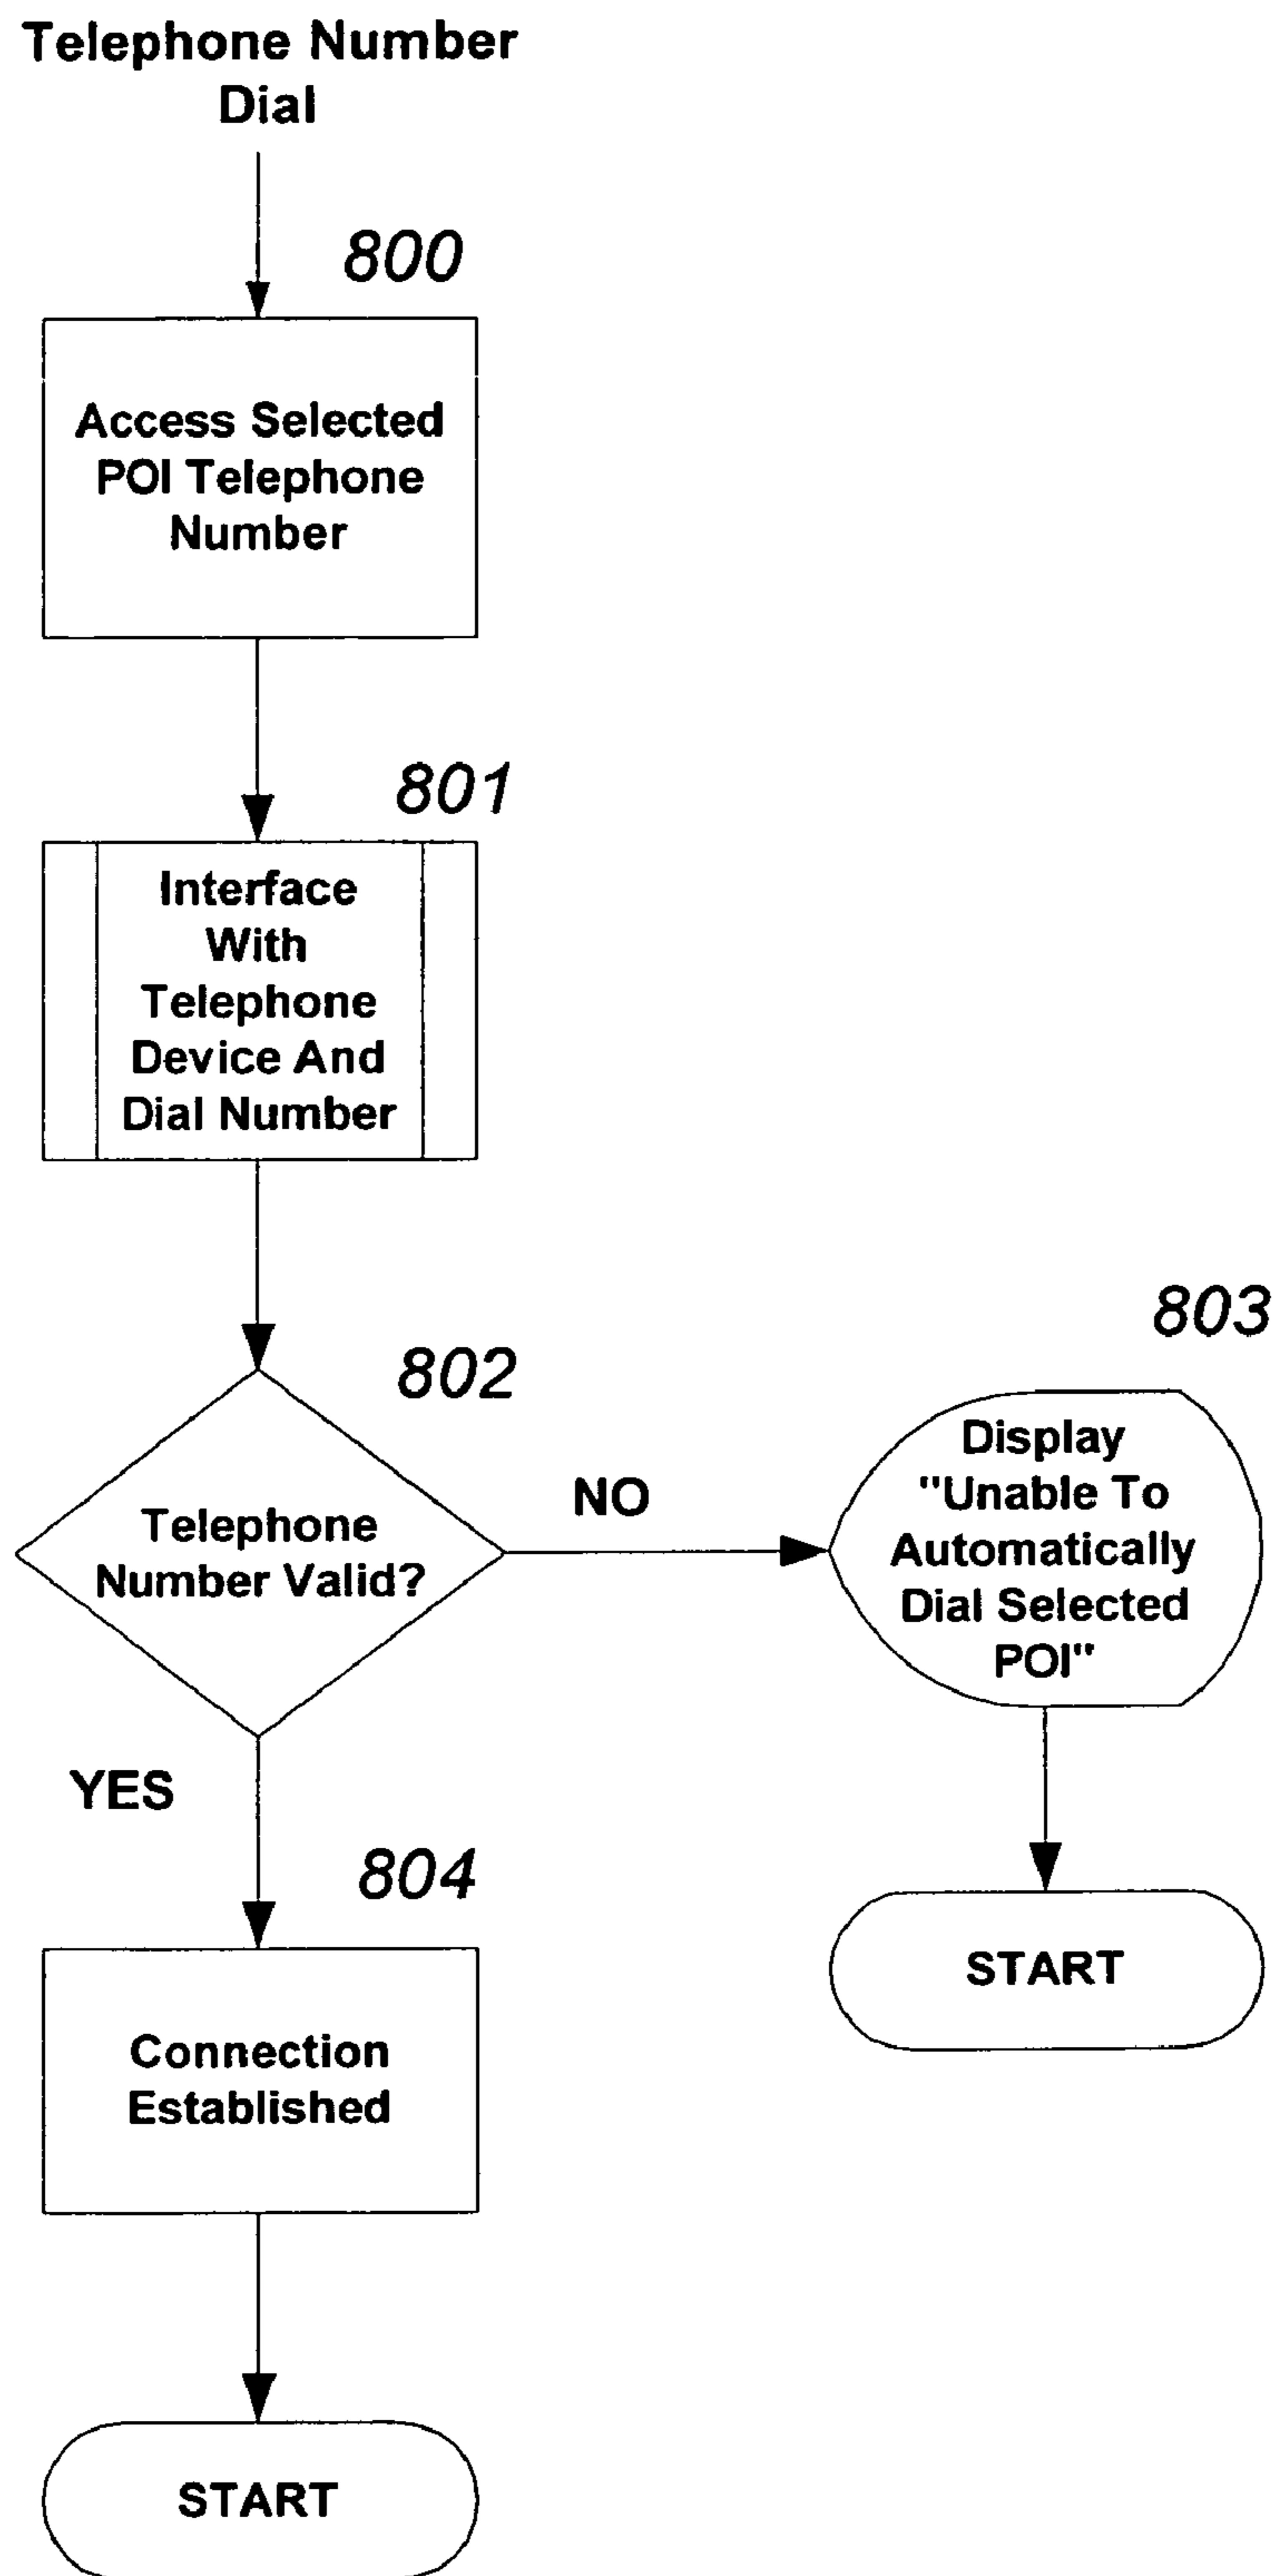 Telephone Number
Dial
800
Access Selected
POI Telephone
Number
801
Interface
With
Telephone
Device And
Dial Number
802
Telephone
Number Valid?
NO
803
Display
"Unable To
Automatically
Dial Selected
POI"
START
YES
804
Connection
Established
START